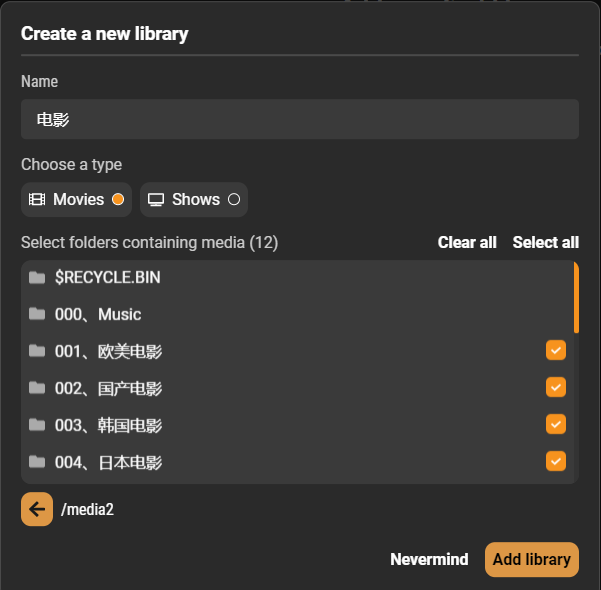 Create a new library
Name
电影
Choose a type
Movies Shows
Select folders containing media (12) Clear all Select all
$RECYCLE.BIN
000、Music
001、欧美电影
002、国产电影
003、韩国电影
004、日本电影
/media2
Nevermind Add library